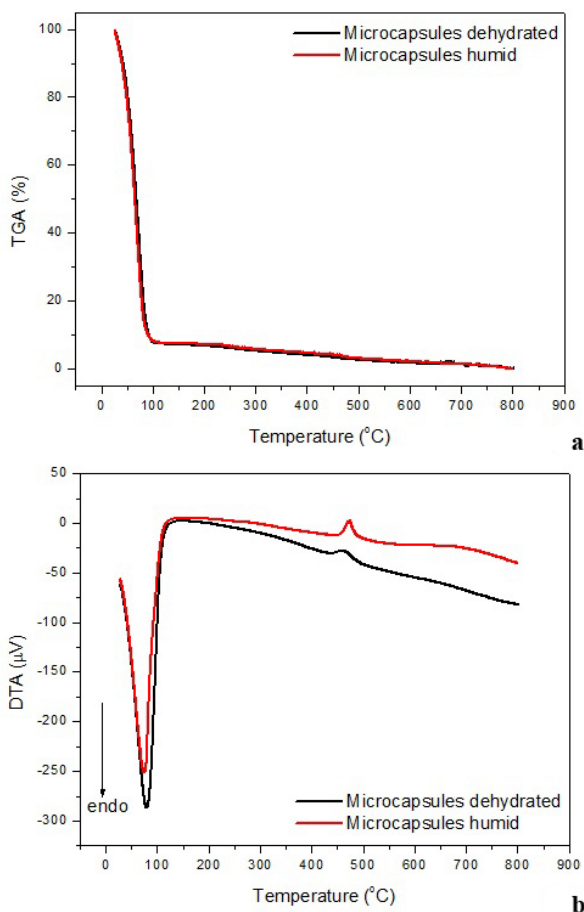 Microcapsules dehydrated
Microcapsules humid
100
80
60
40
20
0
TGA (%)
0 100 200 300 400 500 600 700 800 900
Temperature (°C)
a
50
0
-50
-100
-150
-200
-250
-300
DTA (μV)
endo
Microcapsules dehydrated
Microcapsules humid
0 100 200 300 400 500 600 700 800 900
Temperature (°C)
b